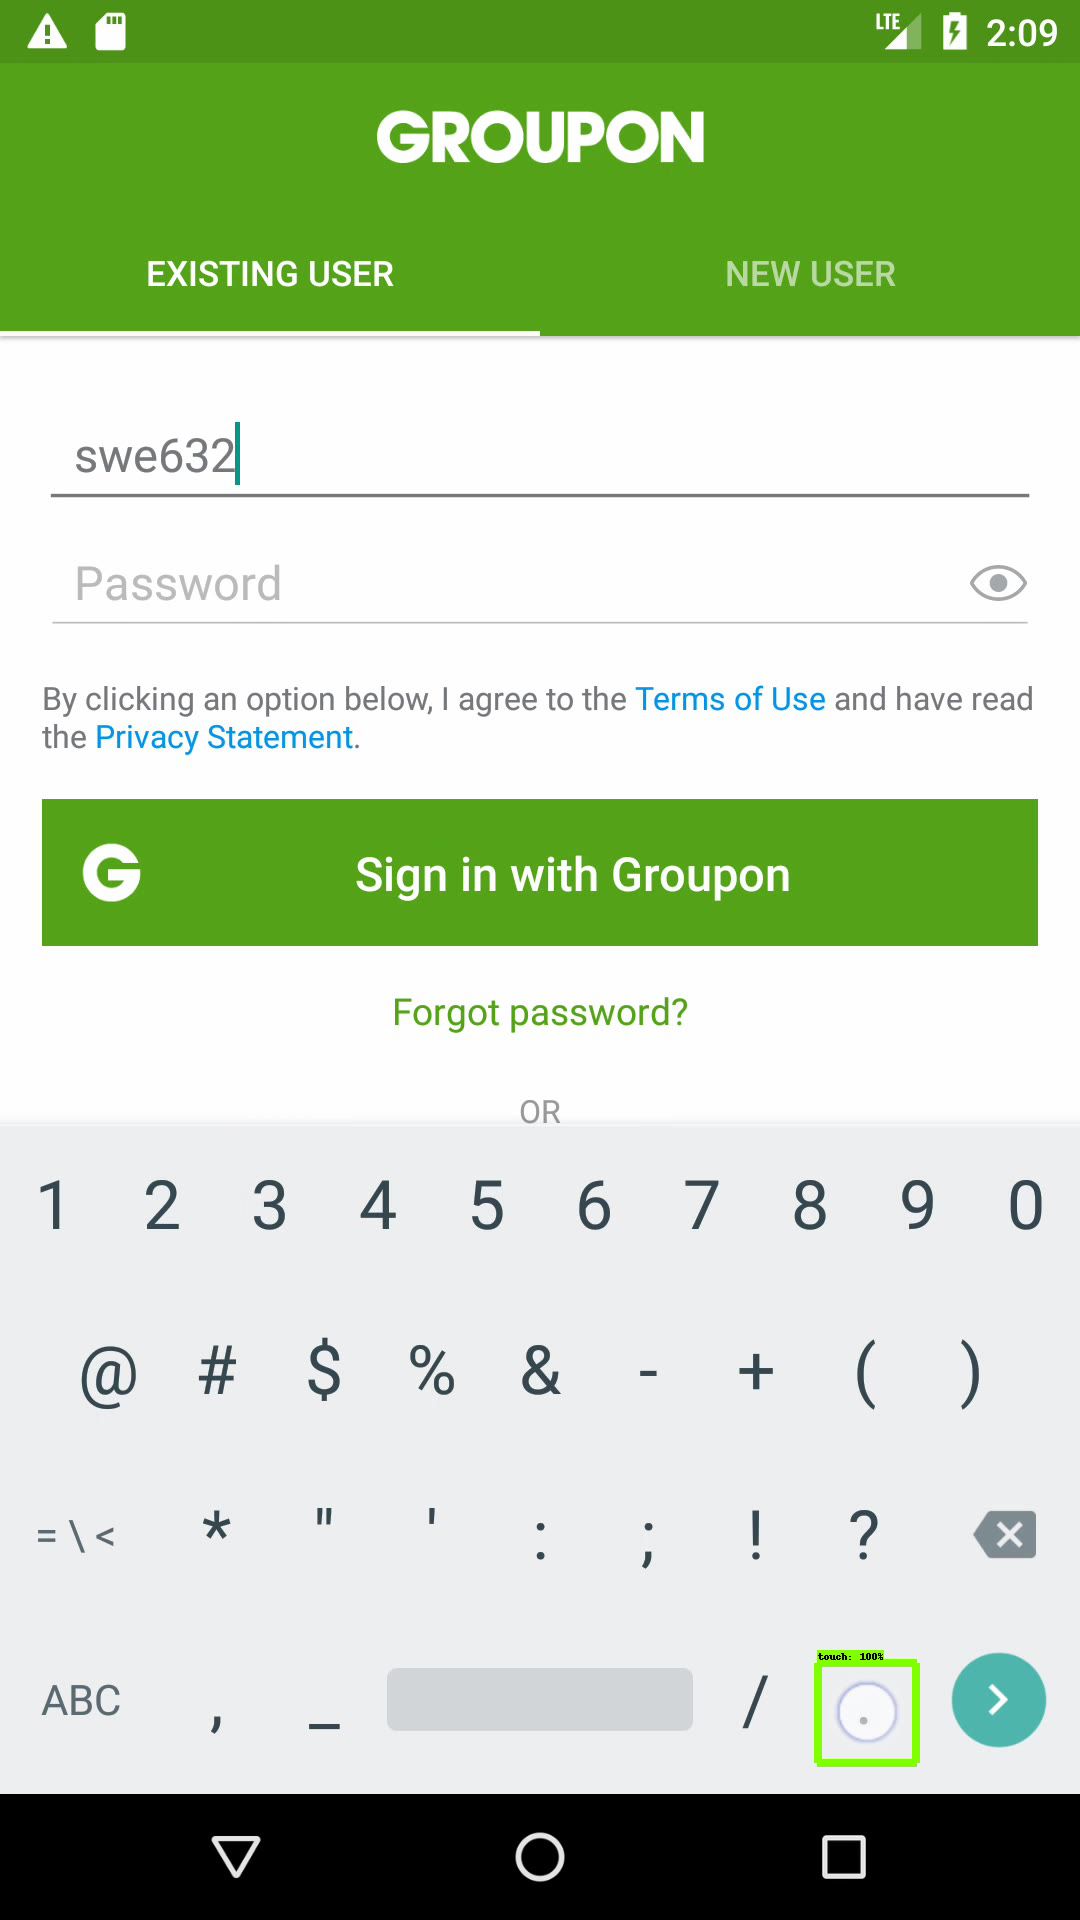 LTE 2:09
GROUPON
EXISTING USER NEW USER
swe632
Password
By clicking an option below, I agree to the Terms of Use and have read
the Privacy Statement.
G Sign in with Groupon
Forgot password?
OR
1 2 3 4 5 6 7 8 9 0
@ # $ % & - + ( )
= \ < * " ' : ; ! ?
touch: 100%
ABC , _ / .